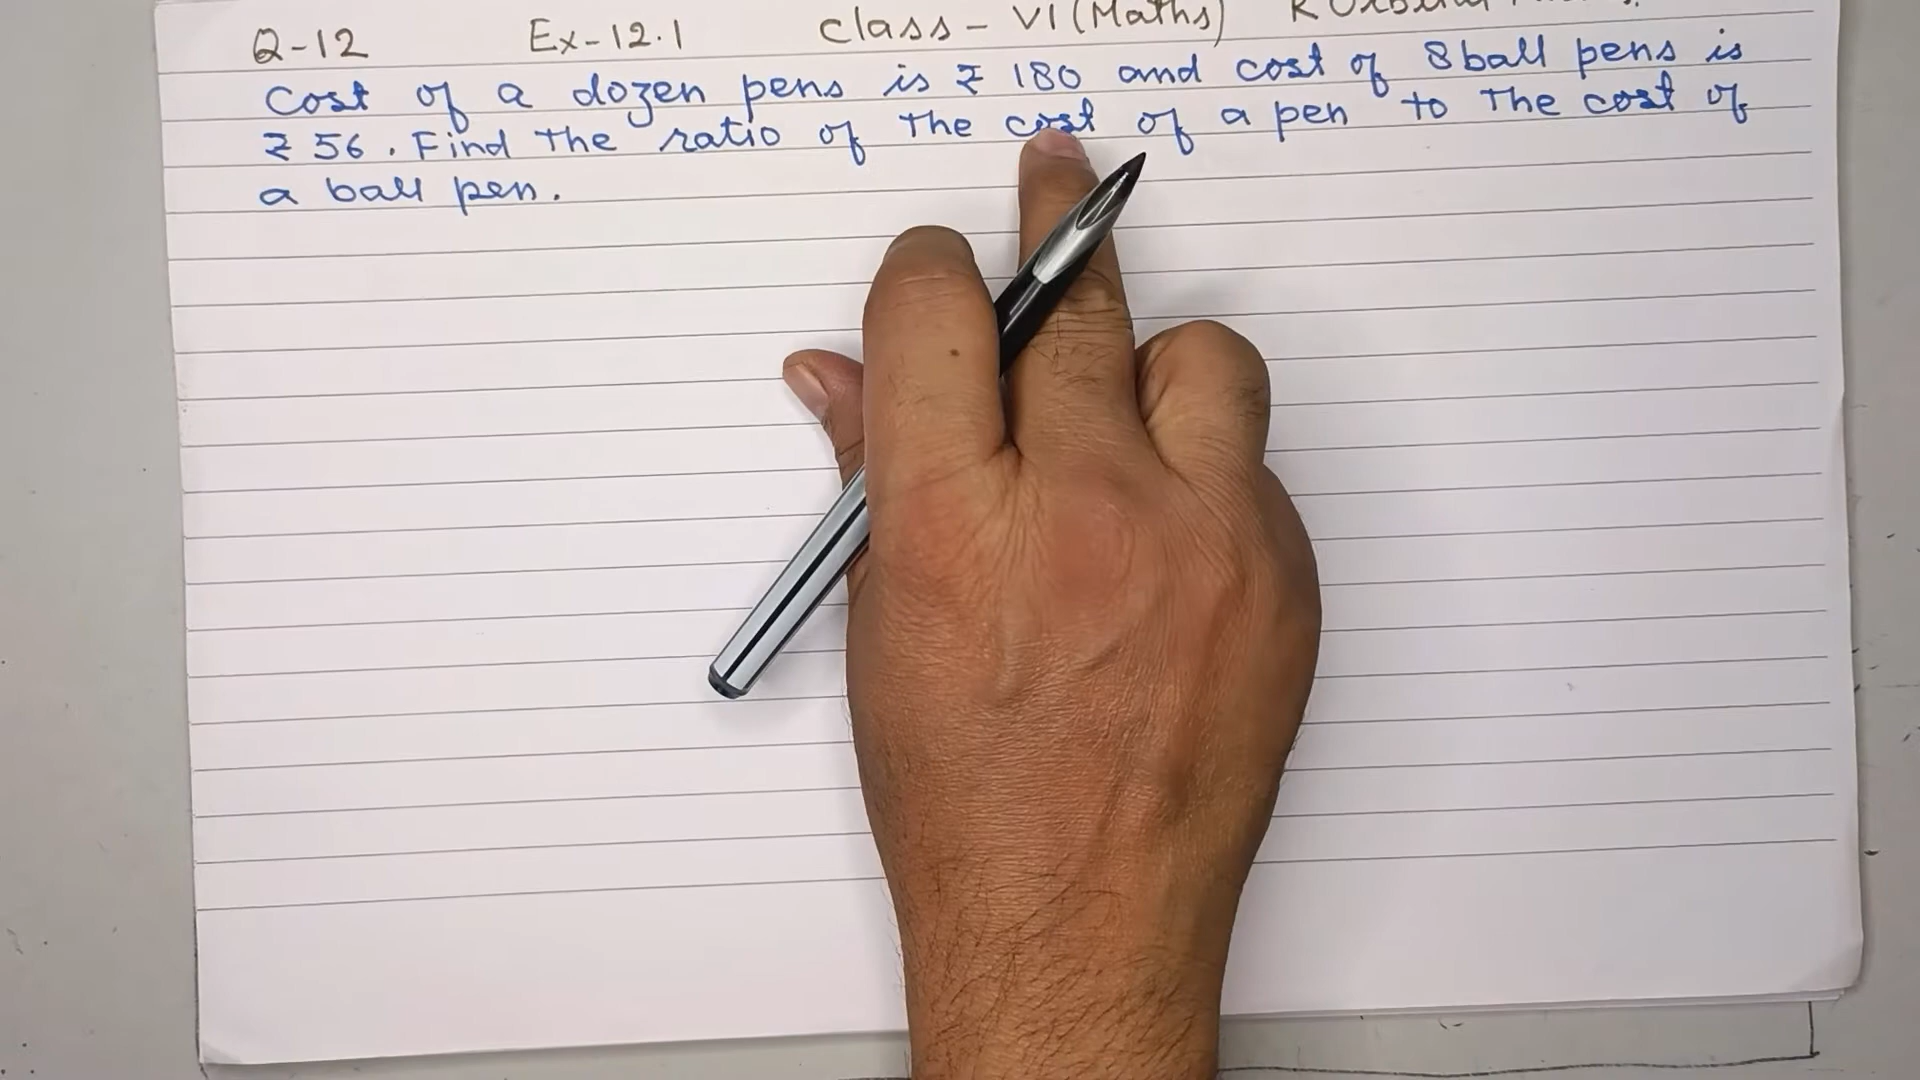 Q-12 Ex-12.1 Class - VI (Maths)
Cost of a dozen pens is ₹ 180 and cost of 8 ball pens is
₹ 56. Find the ratio of the cost of a pen to the cost of
a ball pen.